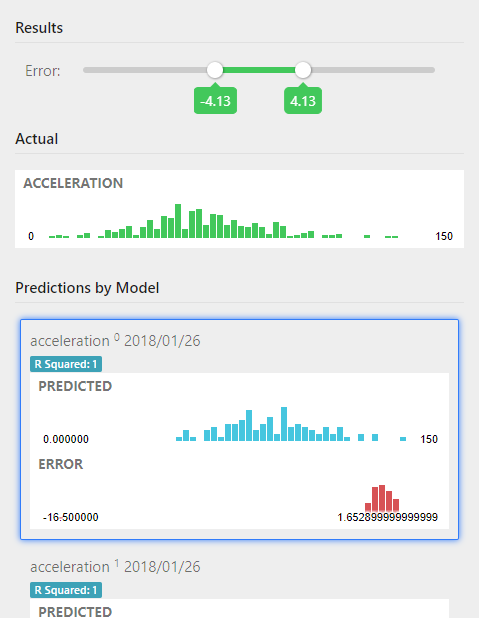 Results
Error:
-4.13 4.13
Actual
ACCELERATION
0 150
Predictions by Model
acceleration 0 2018/01/26
R Squared: 1
PREDICTED
0.000000 150
ERROR
-16.500000 1.652899999999999
acceleration 1 2018/01/26
R Squared: 1
PREDICTED